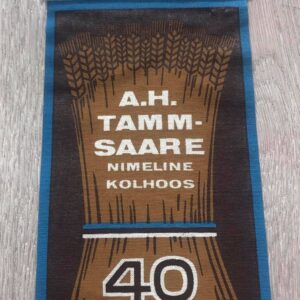 A.H.
TAMM-
SAARE
NIMELINE
KOLHOOS
40